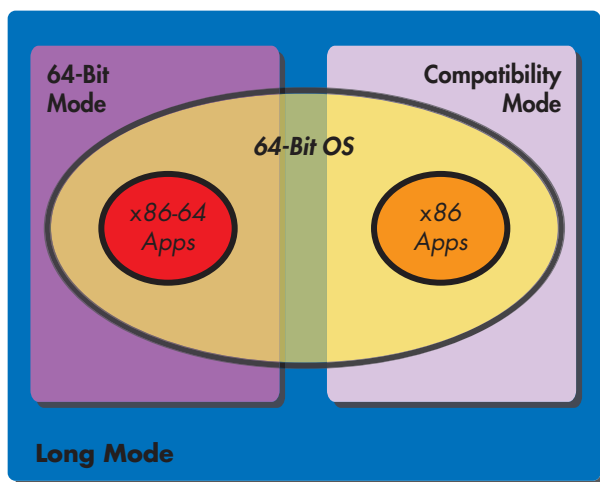 64-Bit
Mode
Compatibility
Mode
64-Bit OS
x86-64
Apps
x86
Apps
Long Mode